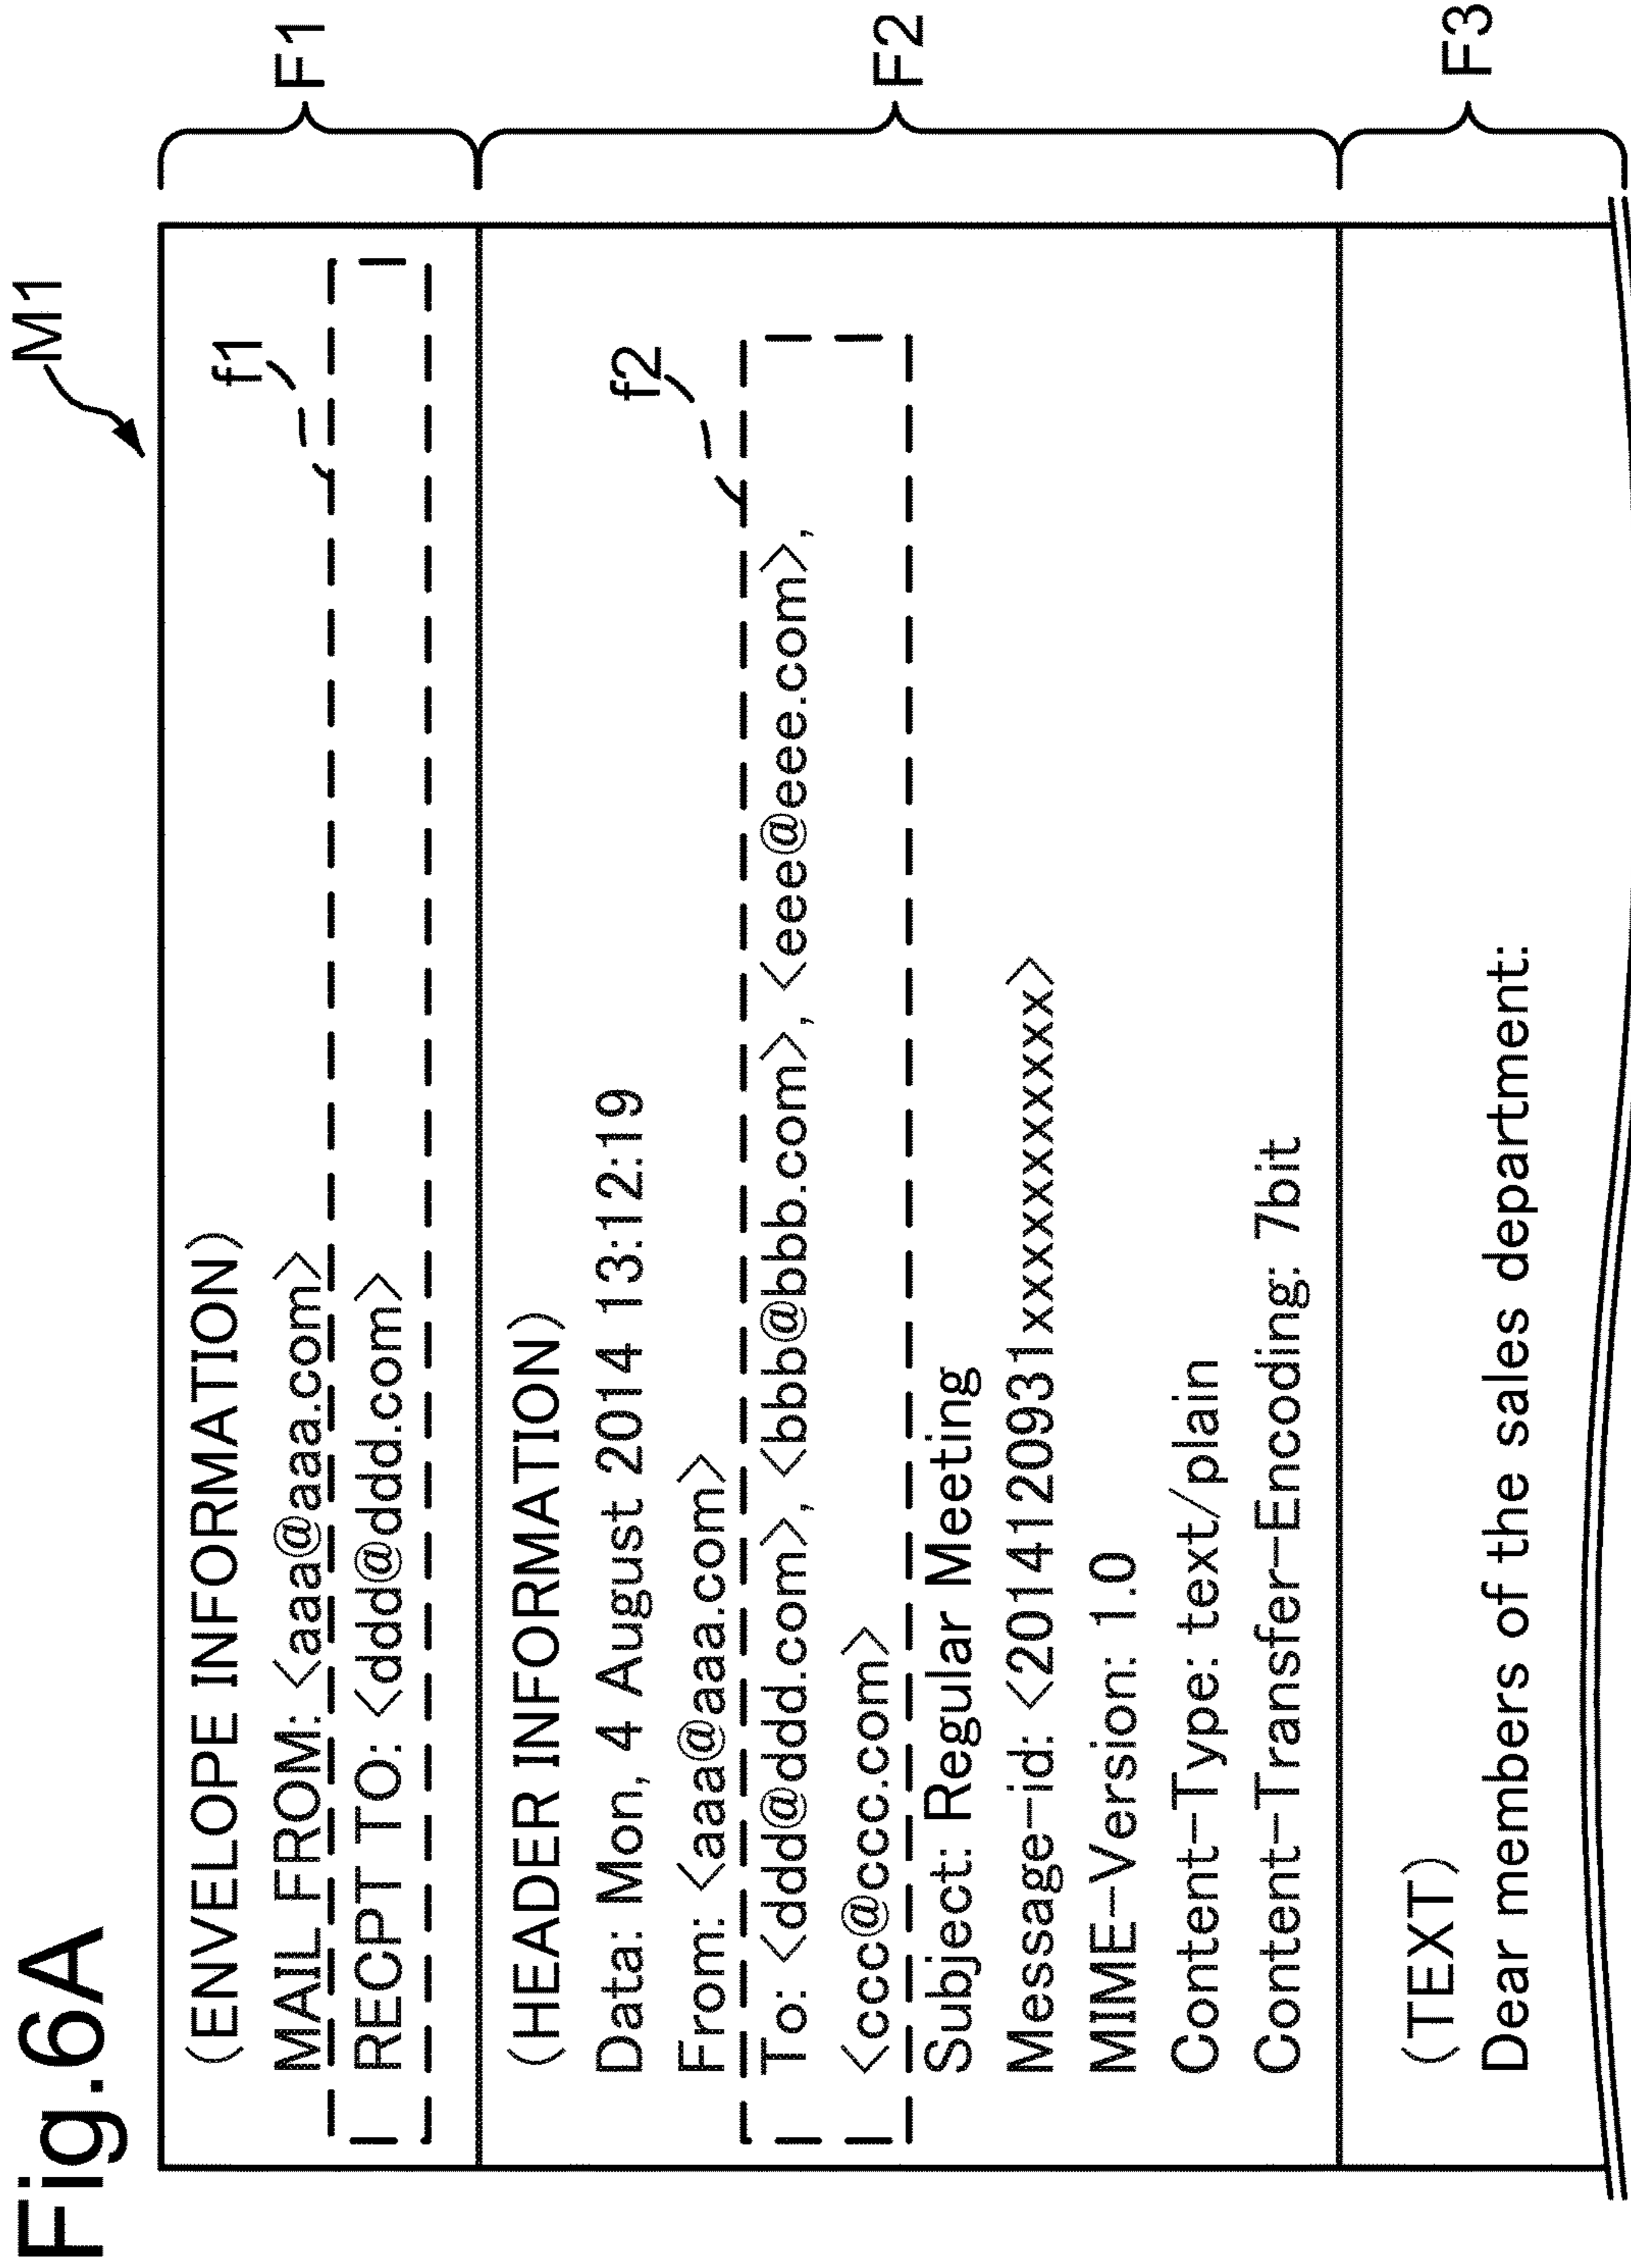 Fig.6A
M1
(ENVELOPE INFORMATION)
MAIL FROM: <aaa@aaa.com>
f1
RECPT TO: <ddd@ddd.com>
F1
(HEADER INFORMATION)
Data: Mon, 4 August 2014 13:12:19
From: <aaa@aaa.com>
f2
To: <ddd@ddd.com>, <bbb@bbb.com>, <eee@eee.com>,
<ccc@ccc.com>
Subject: Regular Meeting
Message-id: <2014120931xxxxxxxxxxx>
MIME-Version: 1.0
Content-Type: text/plain
Content-Transfer-Encoding: 7bit
F2
(TEXT)
Dear members of the sales department:
F3